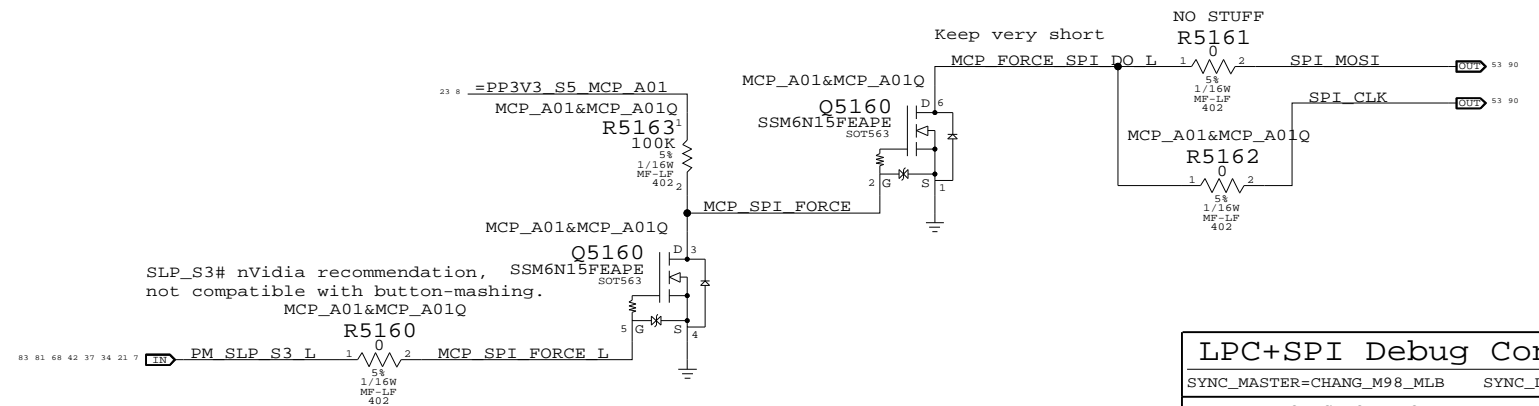 NO STUFF
R5161
0
Keep very short
MCP_FORCE_SPI_DO_L
1
2
SPI_MOSI
OUT
53 90
5%
1/16W
MF-LF
402
SPI_CLK
OUT
53 90
MCP_A01&MCP_A01Q
R5162
0
1
2
5%
1/16W
MF-LF
402
MCP_A01&MCP_A01Q
Q5160
SSM6N15FEAPE
SOT563
D 6
2 G
S 1
23 8
=PP3V3_S5_MCP_A01
MCP_A01&MCP_A01Q
R5163
1
100K
5%
1/16W
MF-LF
402
2
MCP_SPI_FORCE
MCP_A01&MCP_A01Q
Q5160
SSM6N15FEAPE
SOT563
D 3
5 G
S 4
SLP_S3# nVidia recommendation,
not compatible with button-mashing.
MCP_A01&MCP_A01Q
R5160
0
83 81 68 42 37 34 21 7
IN
PM_SLP_S3_L
1
2
MCP_SPI_FORCE_L
5%
1/16W
MF-LF
402
LPC+SPI Debug Con
SYNC_MASTER=CHANG_M98_MLB